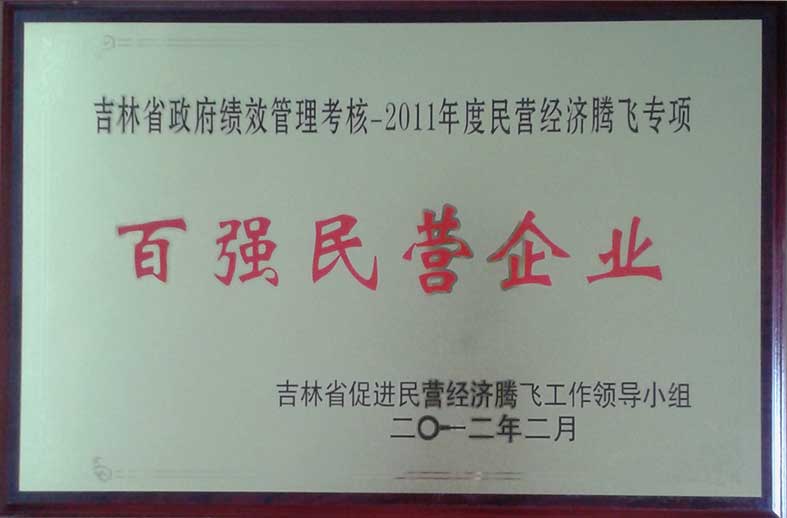 吉林省政府绩效管理考核-2011年度民营经济腾飞专项
百强民营企业
吉林省促进民营经济腾飞工作领导小组
二〇一二年二月